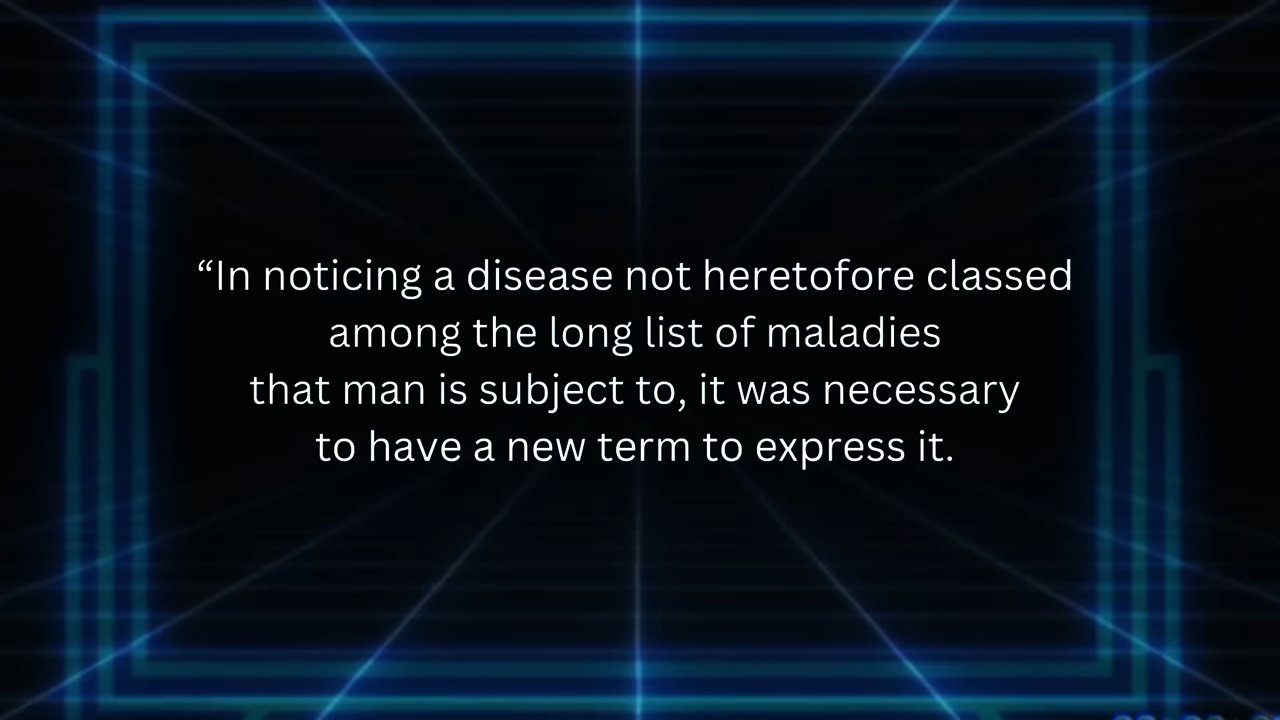 “In noticing a disease not heretofore classed
among the long list of maladies
that man is subject to, it was necessary
to have a new term to express it.